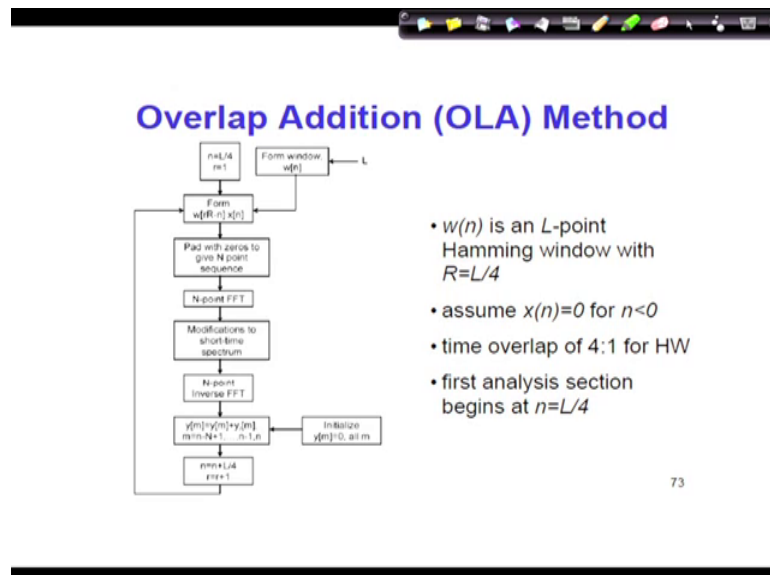 Overlap Addition (OLA) Method
n=L/4
r=1
Form window,
w[n]
L
Form
w[rR-n] x[n]
Pad with zeros to
give N point
sequence
N-point FFT
Modifications to
short-time
spectrum
N-point
Inverse FFT
y[m]=y[m]+yr[m],
m=n-N+1, ...n-1,n
Initialize
y[m]=0, all m
n=n+L/4
r=r+1
• w(n) is an L-point
Hamming window with
R=L/4
• assume x(n)=0 for n<0
• time overlap of 4:1 for HW
• first analysis section
begins at n=L/4
73